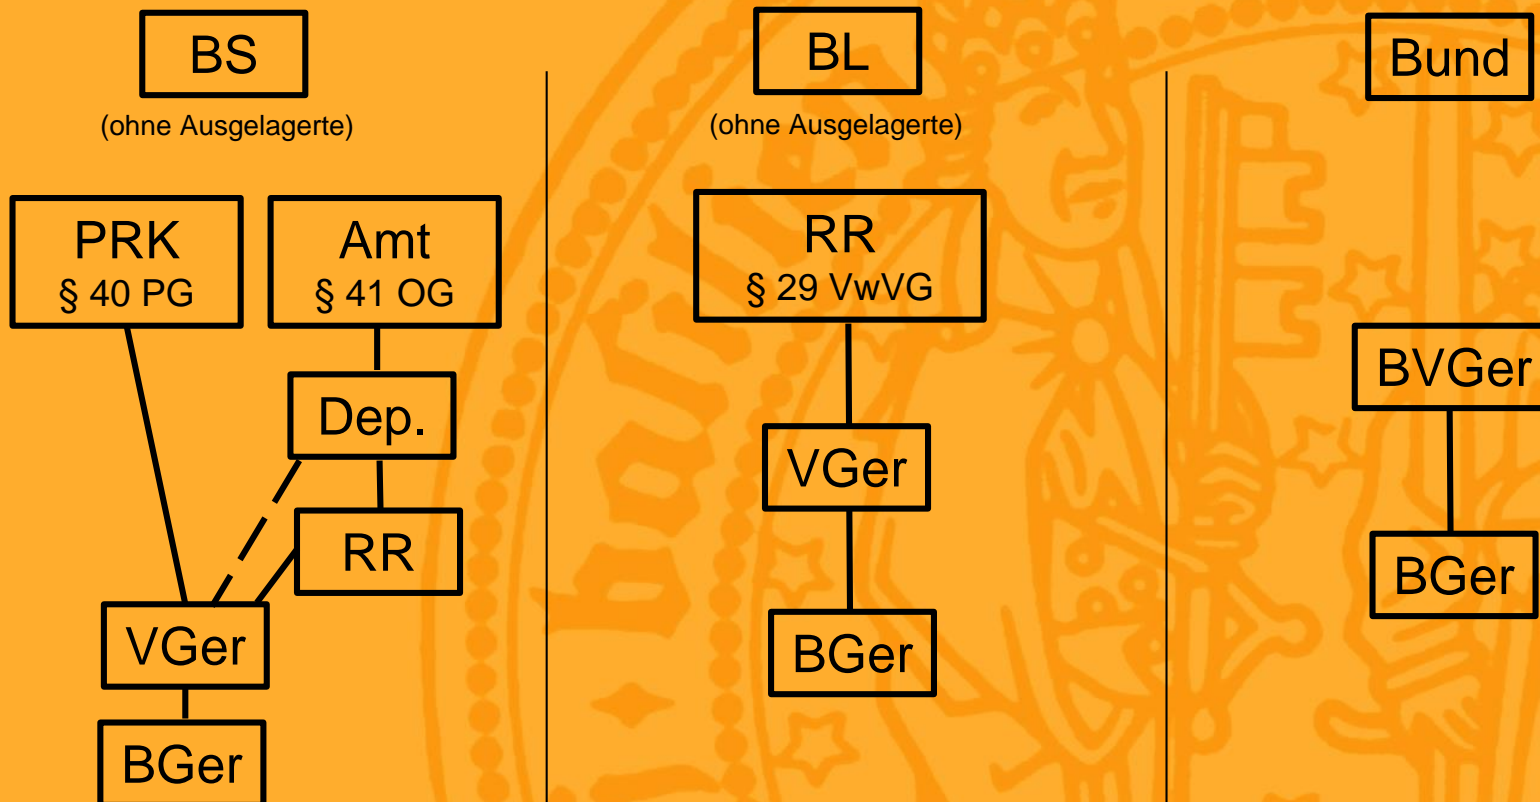 BS
(ohne Ausgelagerte)
PRK
§ 40 PG
Amt
§ 41 OG
Dep.
RR
VGer
BGer
BL
(ohne Ausgelagerte)
RR
§ 29 VwVG
VGer
BGer
Bund
BVGer
BGer